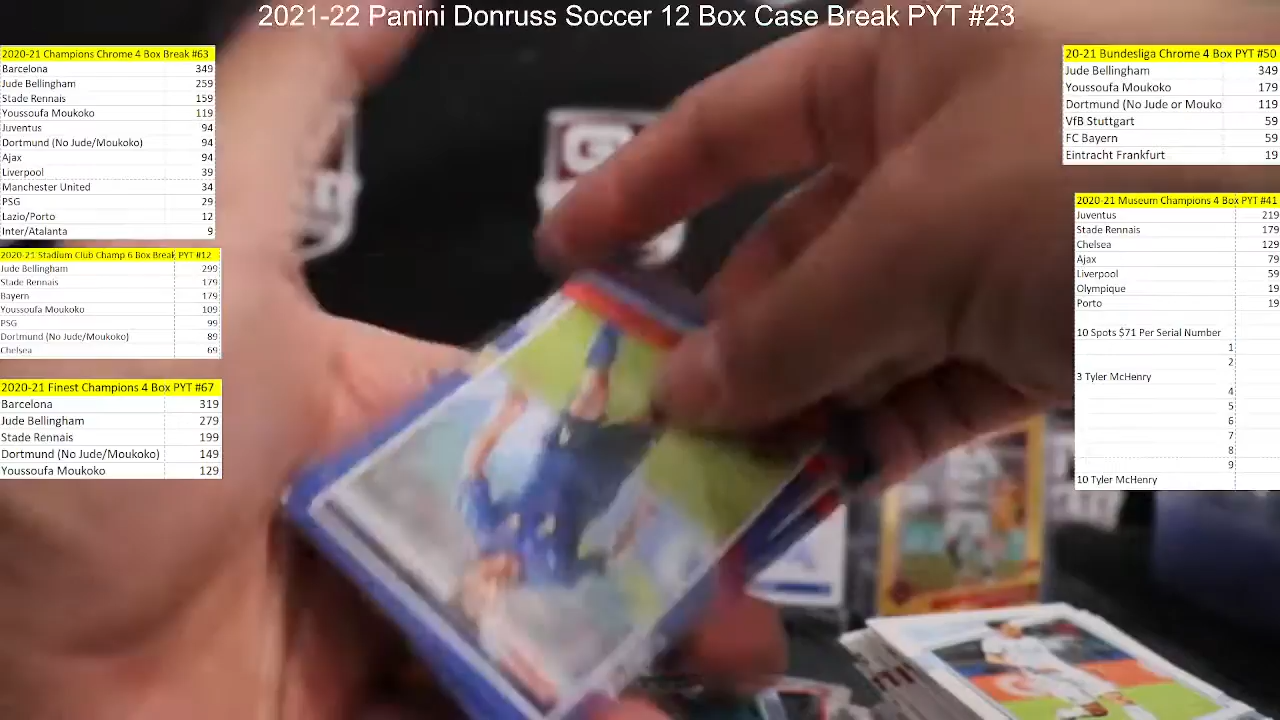 2021-22 Panini Donruss Soccer 12 Box Case Break PYT #23
2020-21 Champions Chrome 4 Box Break #63
Barcelona 349
Jude Bellingham 259
Stade Rennais 159
Youssoufa Moukoko 119
Juventus 94
Dortmund (No Jude/Moukoko) 94
Ajax 94
Liverpool 39
Manchester United 34
PSG 29
Lazio/Porto 12
Inter/Atalanta 9
2020-21 Stadium Club Champ 6 Box Break PYT #12
Jude Bellingham 299
Stade Rennais 179
Bayern 179
Youssoufa Moukoko 109
PSG 99
Dortmund (No Jude/Moukoko) 89
Chelsea 69
2020-21 Finest Champions 4 Box PYT #67
Barcelona 319
Jude Bellingham 279
Stade Rennais 199
Dortmund (No Jude/Moukoko) 149
Youssoufa Moukoko 129
20-21 Bundesliga Chrome 4 Box PYT #50
Jude Bellingham 349
Youssoufa Moukoko 179
Dortmund (No Jude or Mouko 119
VfB Stuttgart 59
FC Bayern 59
Eintracht Frankfurt 19
2020-21 Museum Champions 4 Box PYT #41
Juventus 219
Stade Rennais 179
Chelsea 129
Ajax 79
Liverpool 59
Olympique 19
Porto 19
10 Spots $71 Per Serial Number
1
2
3 Tyler McHenry
4
5
6
7
8
9
10 Tyler McHenry